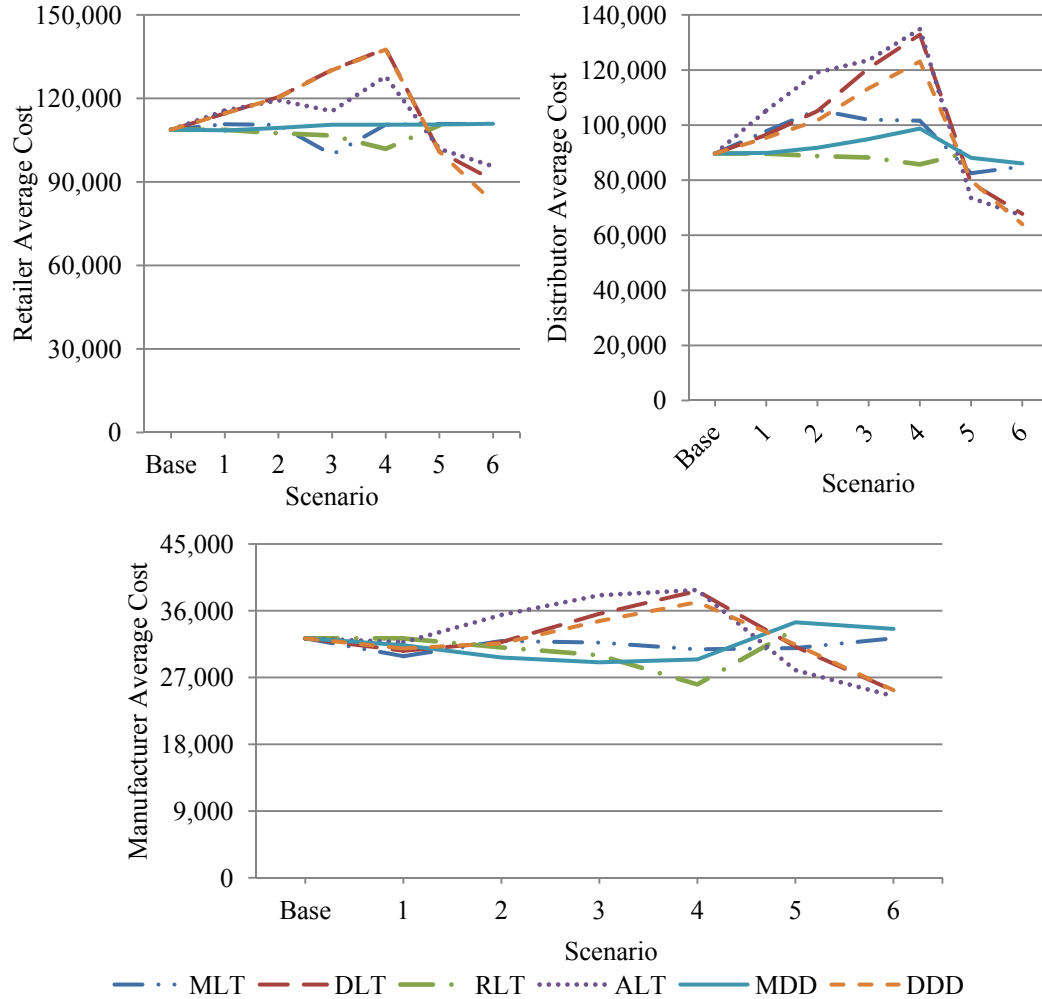 Retailer Average Cost
150,000
120,000
90,000
60,000
30,000
0
Base 1 2 3 4 5 6
Scenario
Distributor Average Cost
140,000
120,000
100,000
80,000
60,000
40,000
20,000
0
Base 1 2 3 4 5 6
Scenario
Manufacturer Average Cost
45,000
36,000
27,000
18,000
9,000
0
Base 1 2 3 4 5 6
Scenario
MLT DLT RLT ALT MDD DDD